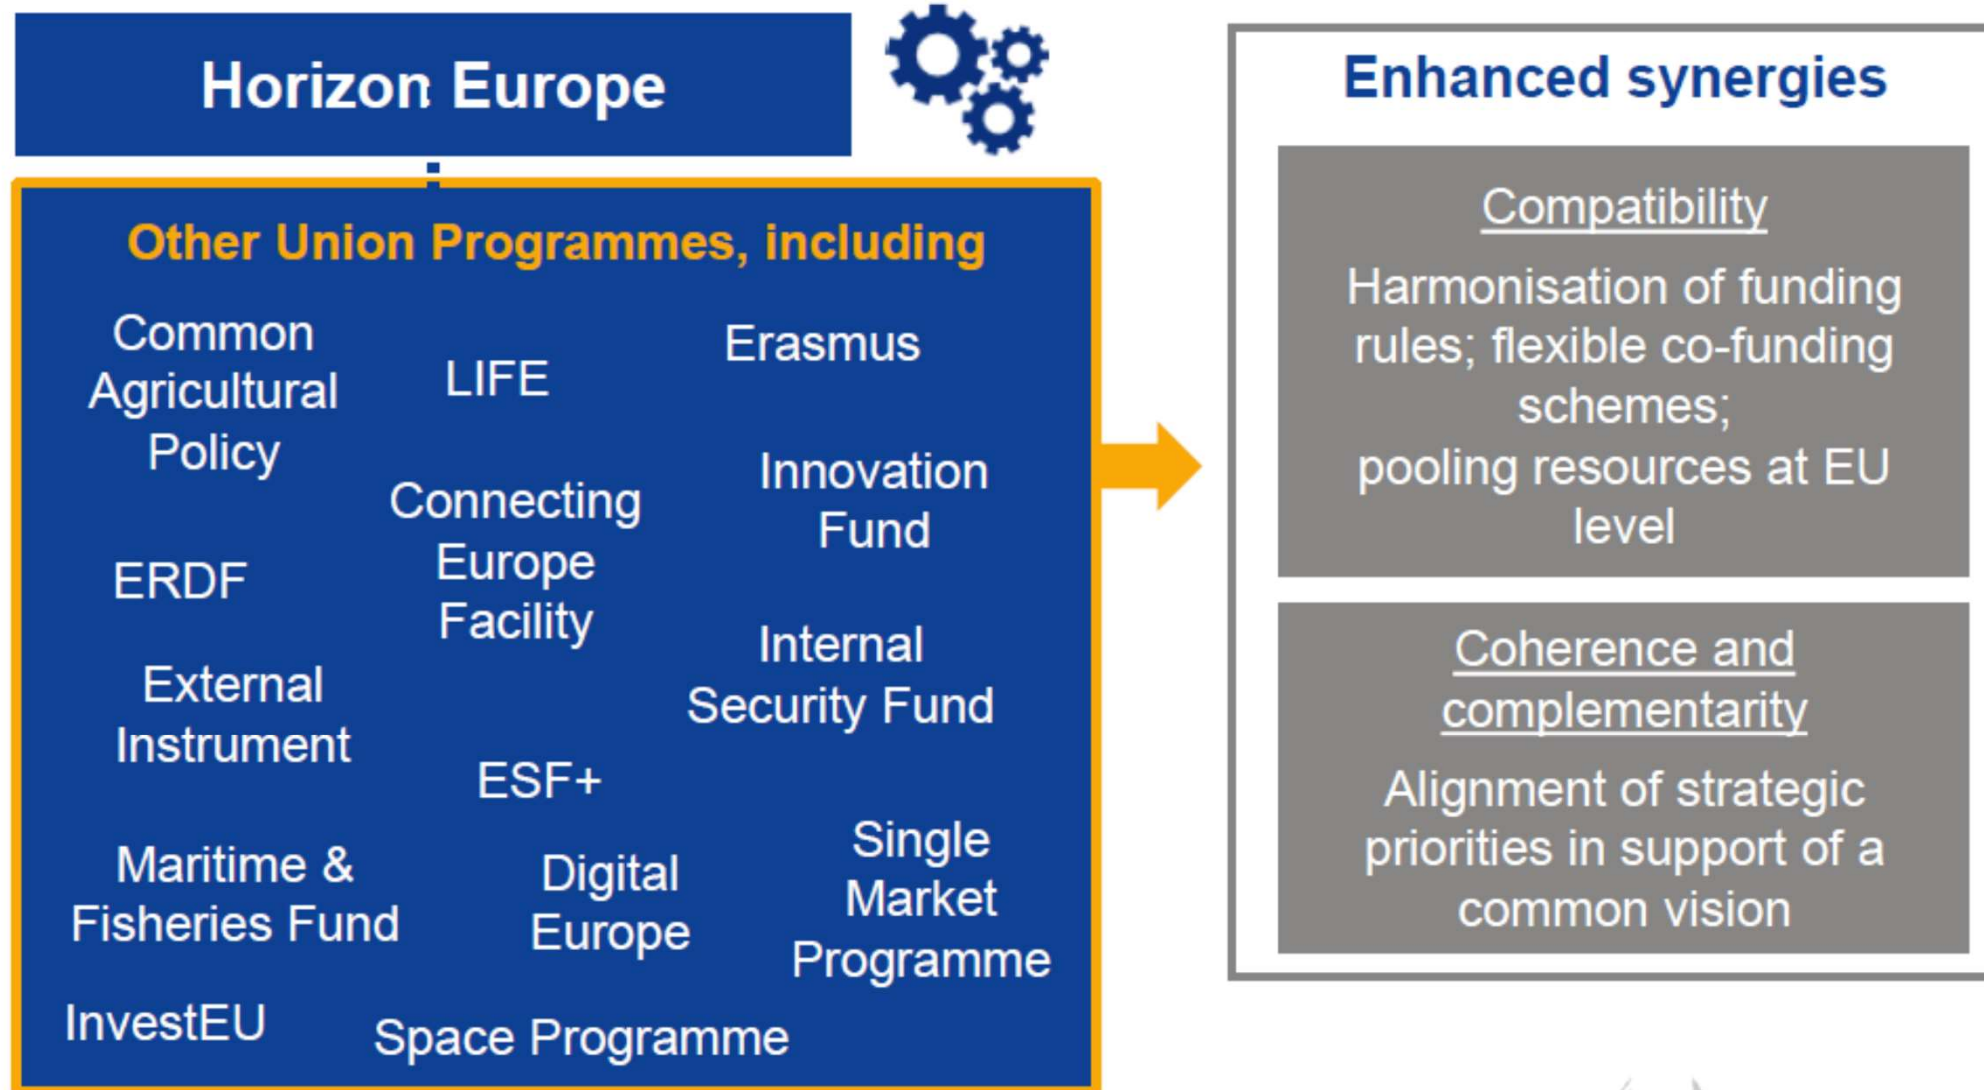 Horizon Europe
Other Union Programmes, including
Common
Agricultural
Policy
LIFE
Erasmus
Connecting
Europe
Facility
Innovation
Fund
ERDF
External
Instrument
Internal
Security Fund
ESF+
Maritime &
Fisheries Fund
Digital
Europe
Single
Market
Programme
InvestEU
Space Programme
Enhanced synergies
Compatibility
Harmonisation of funding
rules; flexible co-funding
schemes;
pooling resources at EU
level
Coherence and
complementarity
Alignment of strategic
priorities in support of a
common vision